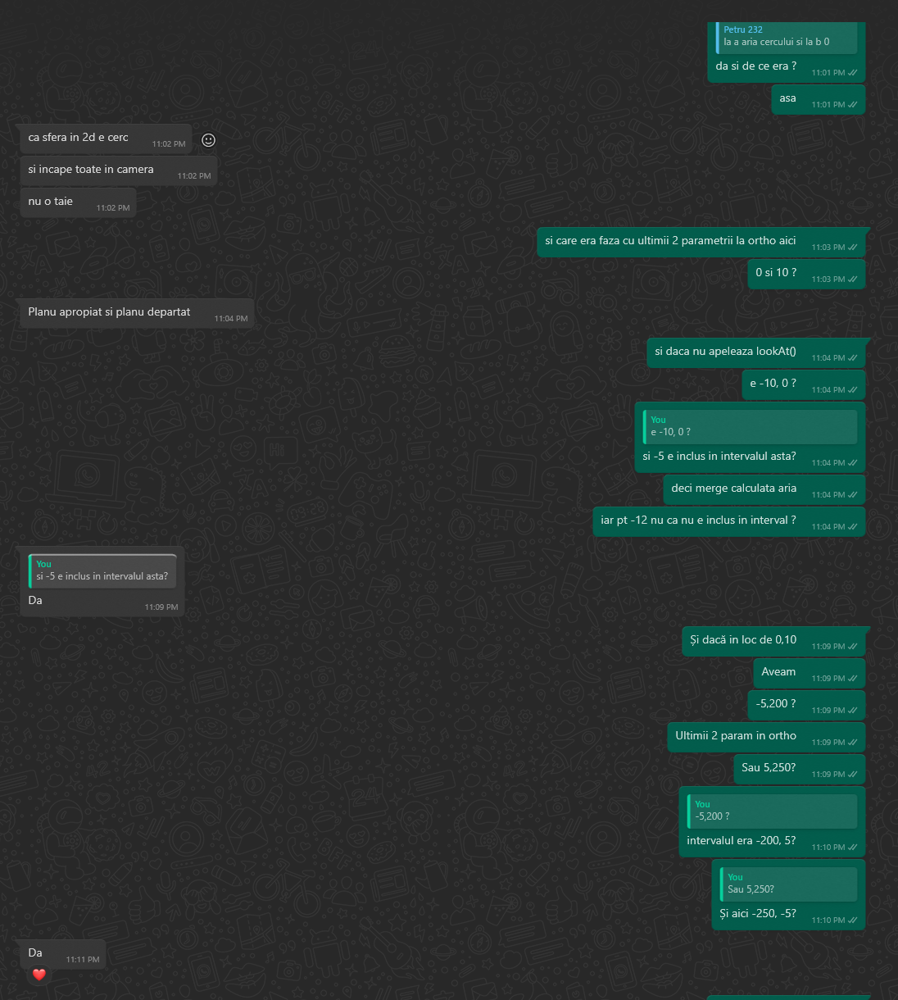 Petru 232
la a aria cercului si la b 0
da si de ce era ?
11:01 PM
asa
11:01 PM
ca sfera in 2d e cerc
11:02 PM
si incape toate in camera
11:02 PM
nu o taie
11:02 PM
si care era faza cu ultimii 2 parametrii la ortho aici
11:03 PM
0 si 10 ?
11:03 PM
Planu apropiat si planu departat
11:04 PM
si daca nu apeleaza lookAt()
11:04 PM
e -10, 0 ?
11:04 PM
You
e -10, 0 ?
si -5 e inclus in intervalul asta?
11:04 PM
deci merge calculata aria
11:04 PM
iar pt -12 nu ca nu e inclus in interval ?
11:04 PM
You
si -5 e inclus in intervalul asta?
Da
11:09 PM
Și dacă in loc de 0,10
11:09 PM
Aveam
11:09 PM
-5,200 ?
11:09 PM
Ultimii 2 param in ortho
11:09 PM
Sau 5,250?
11:09 PM
You
-5,200 ?
intervalul era -200, 5?
11:10 PM
You
Sau 5,250?
Și aici -250, -5?
11:10 PM
Da
11:11 PM